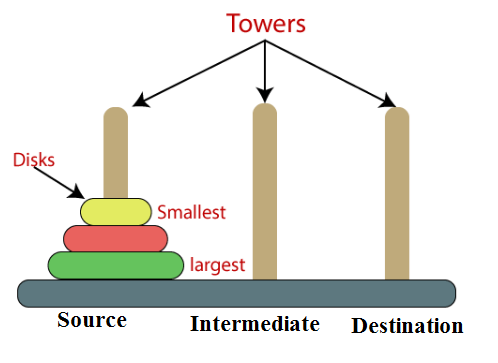 Towers
Disks
Smallest
largest
Source
Intermediate
Destination